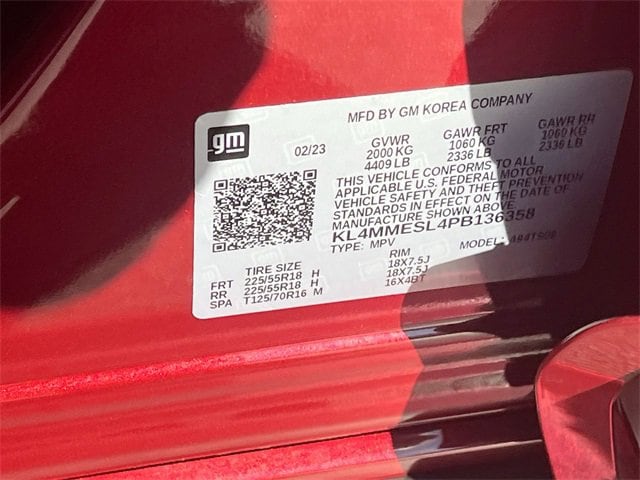 MFD BY GM KOREA COMPANY
gm
02/23
GVWR GAWR FRT GAWR RR
2000 KG 1060 KG 1060 KG
4409 LB 2336 LB 2336 LB
THIS VEHICLE CONFORMS TO ALL
APPLICABLE U.S. FEDERAL MOTOR
VEHICLE SAFETY AND THEFT PREVENTION
STANDARDS IN EFFECT ON THE DATE OF
MANUFACTURE SHOWN ABOVE.
KL4MMESL4PB136358
TYPE: MPV MODEL:
TIRE SIZE RIM
FRT 225/55R18 H 18X7.5J
RR 225/55R18 H 18X7.5J
SPA T125/70R16 M 16X4BT